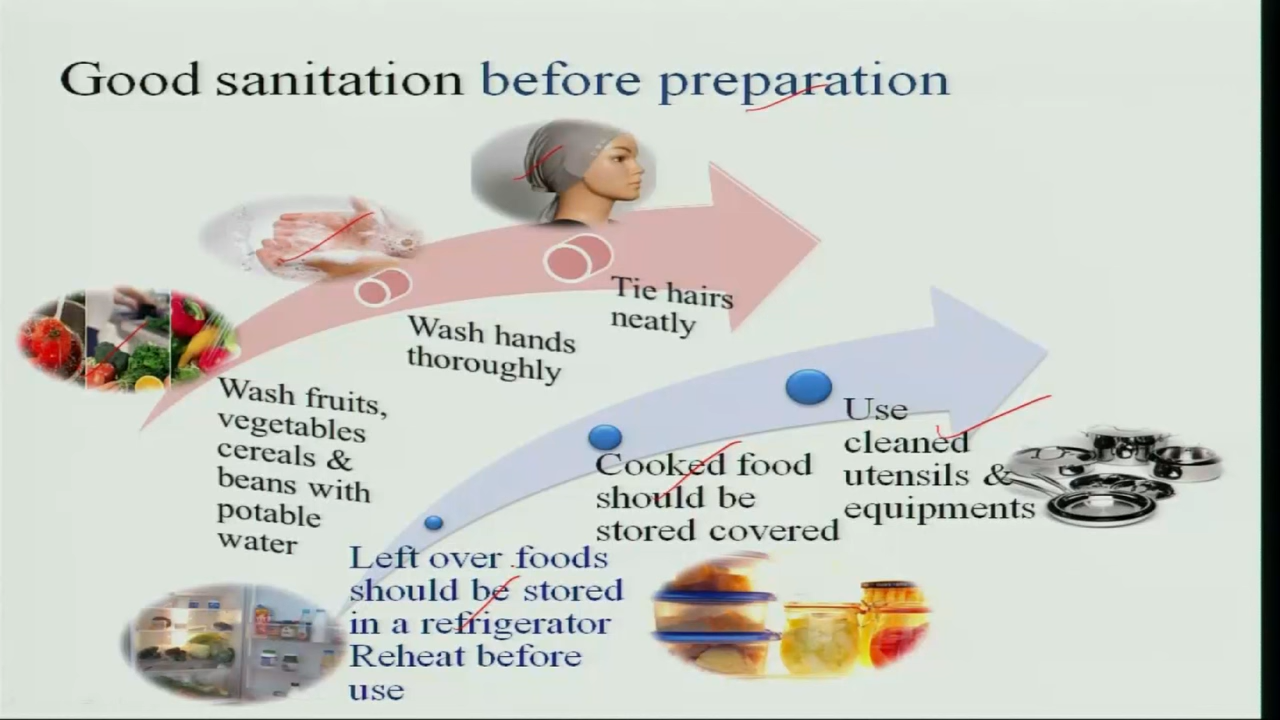 Good sanitation before preparation
Wash fruits,
vegetables
cereals &
beans with
potable
water
Wash hands
thoroughly
Tie hairs
neatly
Left over foods
should be stored
in a refrigerator
Reheat before
use
Cooked food
should be
stored covered
Use
cleaned
utensils &
equipments